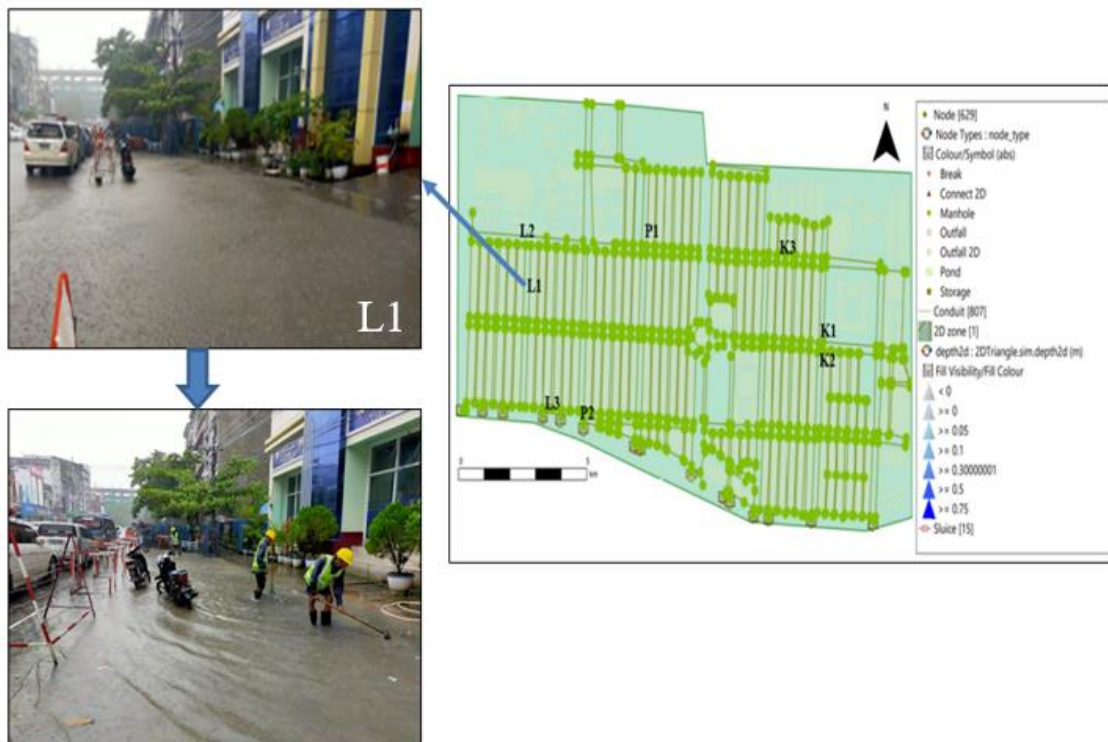 L1
N
L2
P1
K3
L1
K1
K2
L3
P2
0
5
km
Node [629]
Node Types : node_type
Colour/Symbol (abs)
Break
Connect 2D
Manhole
Outfall
Outfall 2D
Pond
Storage
Conduit [807]
2D zone [1]
depth2d : 2DTriangle.sim.depth2d (m)
Fill Visibility/Fill Colour
< 0
>= 0
>= 0.05
>= 0.1
>= 0.30000001
>= 0.5
>= 0.75
Sluice [15]